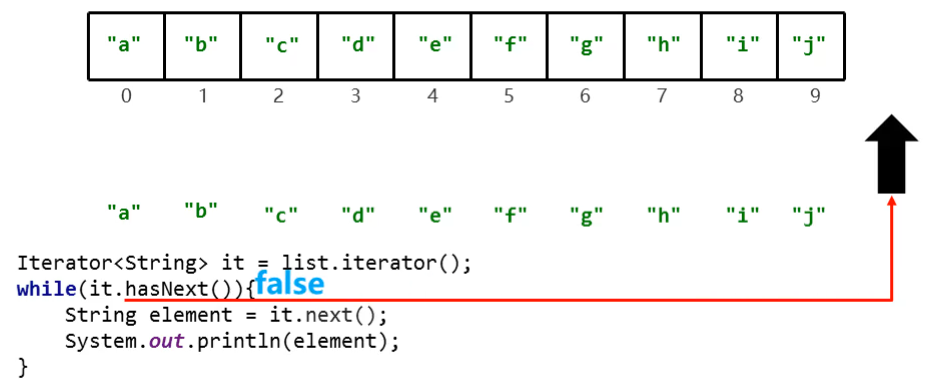 "a" "b" "c" "d" "e" "f" "g" "h" "i" "j"
0 1 2 3 4 5 6 7 8 9
"a" "b" "c" "d" "e" "f" "g" "h" "i" "j"
Iterator<String> it = list.iterator();
while(it.hasNext()){ false
    String element = it.next();
    System.out.println(element);
}